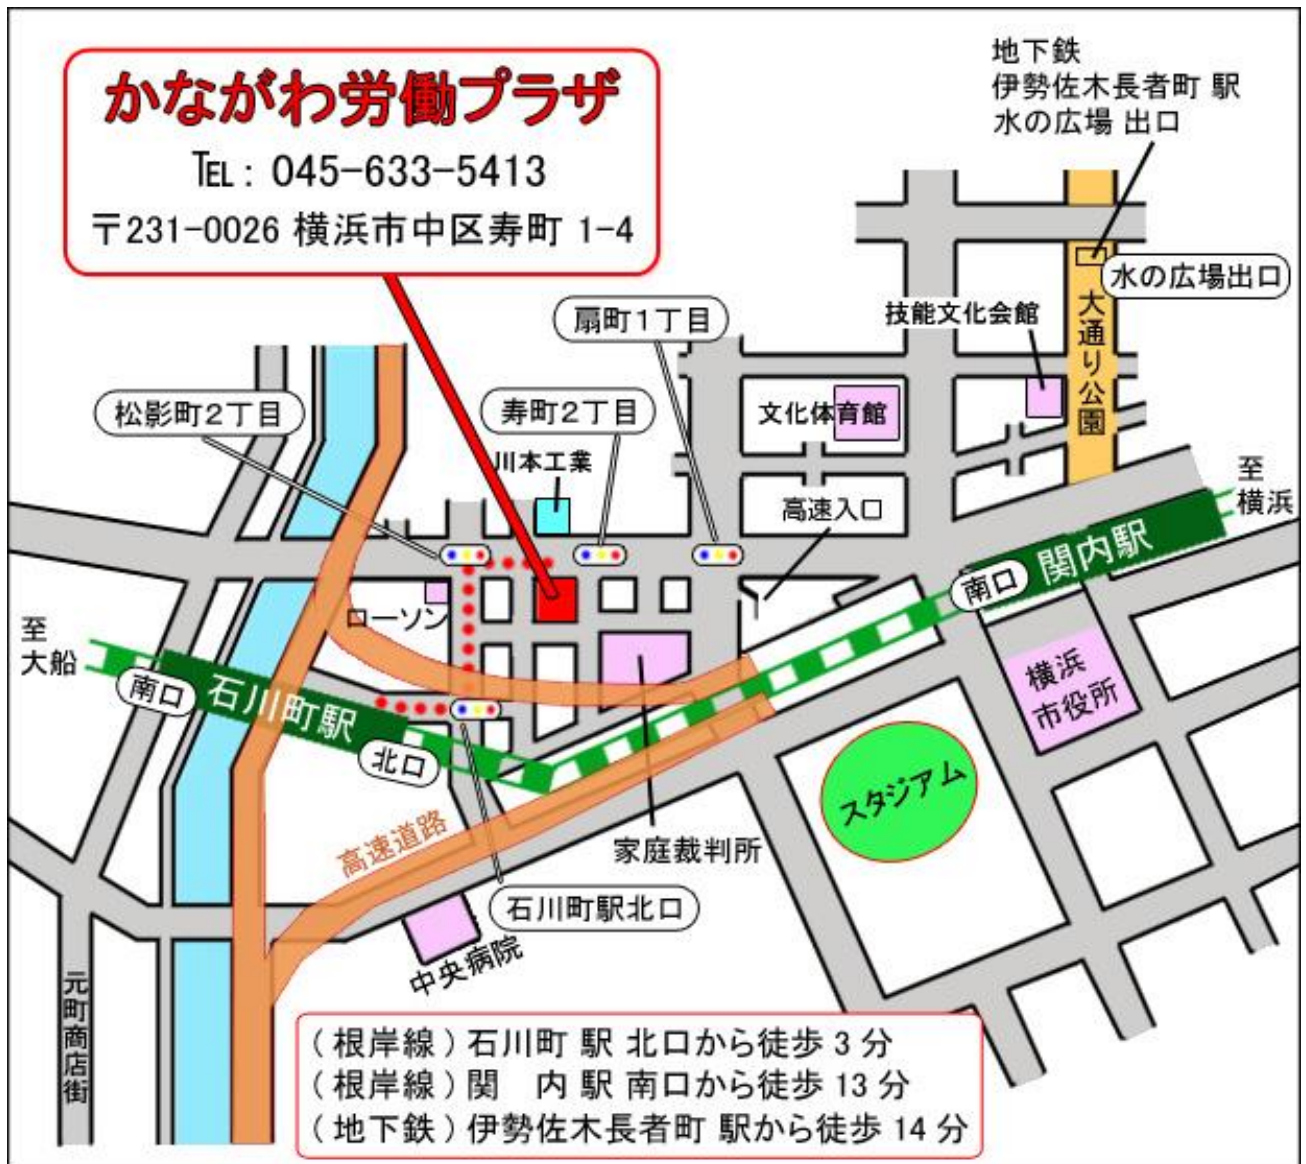 かながわ労働プラザ
TEL: 045-633-5413
〒231-0026 横浜市中区寿町 1-4
地下鉄
伊勢佐木長者町 駅
水の広場 出口
水の広場出口
大通り公園
技能文化会館
扇町1丁目
松影町2丁目
寿町2丁目
川本工業
文化体育館
高速入口
至
横浜
関内駅
南口
ローソン
至
大船
南口
石川町駅
北口
横浜
市役所
スタジアム
高速道路
家庭裁判所
石川町駅北口
中央病院
元町商店街
(根岸線)石川町 駅 北口から徒歩 3 分
(根岸線)関 内 駅 南口から徒歩 13 分
(地下鉄)伊勢佐木長者町 駅から徒歩 14 分